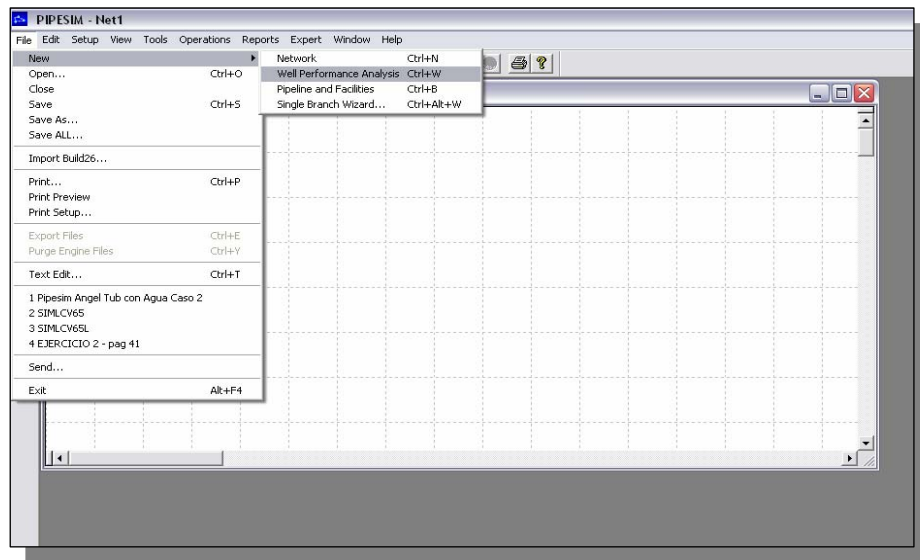 PIPESIM - Net1
File Edit Setup View Tools Operations Reports Expert Window Help
New
Open... Ctrl+O
Close
Save Ctrl+S
Save As...
Save ALL...
Import Build26...
Print... Ctrl+P
Print Preview
Print Setup...
Export Files Ctrl+E
Purge Engine Files Ctrl+Y
Text Edit... Ctrl+T
1 Pipesim Angel Tub con Agua Caso 2
2 SIMLCV65
3 SIMLCV65L
4 EJERCICIO 2 - pag 41
Send...
Exit Alt+F4
Network Ctrl+N
Well Performance Analysis Ctrl+W
Pipeline and Facilities Ctrl+B
Single Branch Wizard... Ctrl+Alt+W